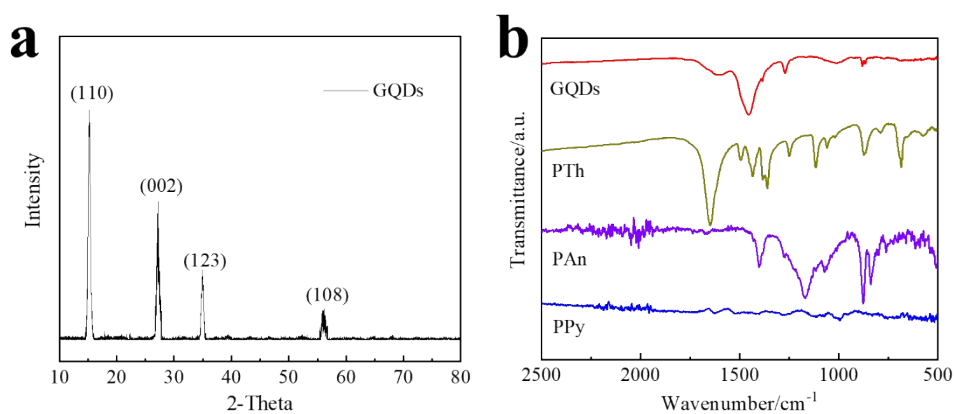 a
(110)
(002)
(123)
(108)
GQDs
Intensity
10 20 30 40 50 60 70 80
2-Theta
b
GQDs
PTh
PAn
PPy
Transmittance/a.u.
2500 2000 1500 1000 500
Wavenumber/cm⁻¹